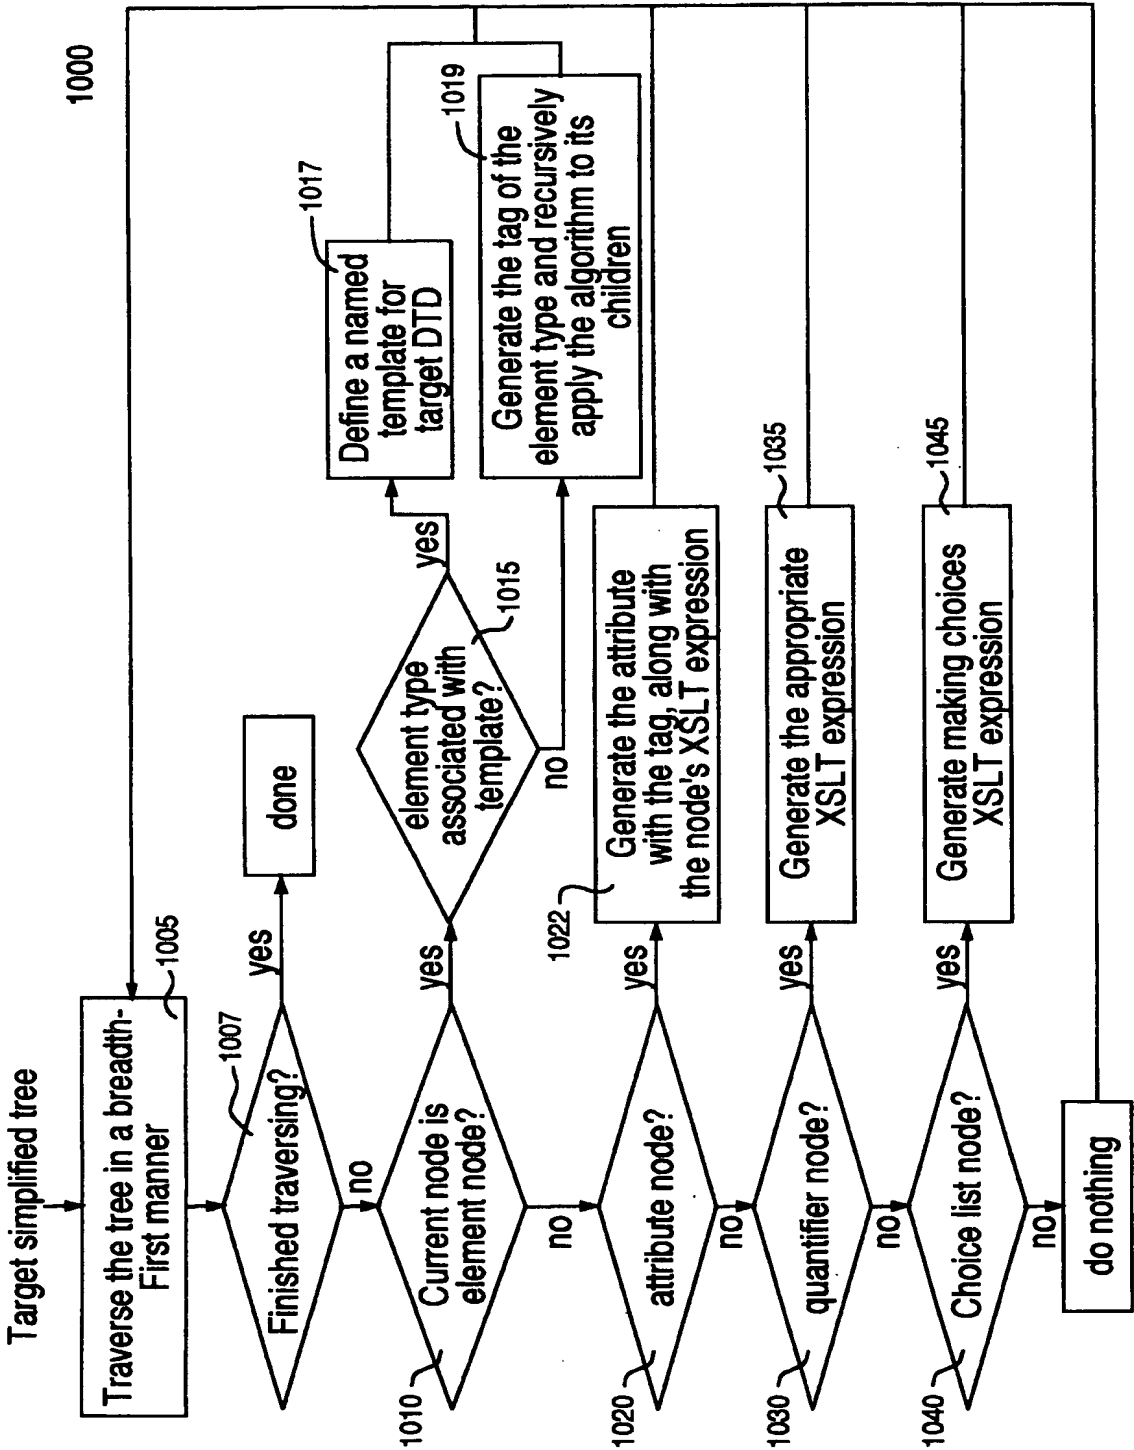 1000
Target simplified tree
Traverse the tree in a breadth-
First manner
1005
Finished traversing?
1007
yes
done
no
Current node is
element node?
1010
yes
element type
associated with
template?
1015
yes
Define a named
template for
target DTD
1017
no
Generate the tag of the
element type and recursively
apply the algorithm to its
children
1019
no
attribute node?
1020
yes
Generate the attribute
with the tag, along with
the node's XSLT expression
1022
no
quantifier node?
1030
yes
Generate the appropriate
XSLT expression
1035
no
Choice list node?
1040
yes
Generate making choices
XSLT expression
1045
no
do nothing